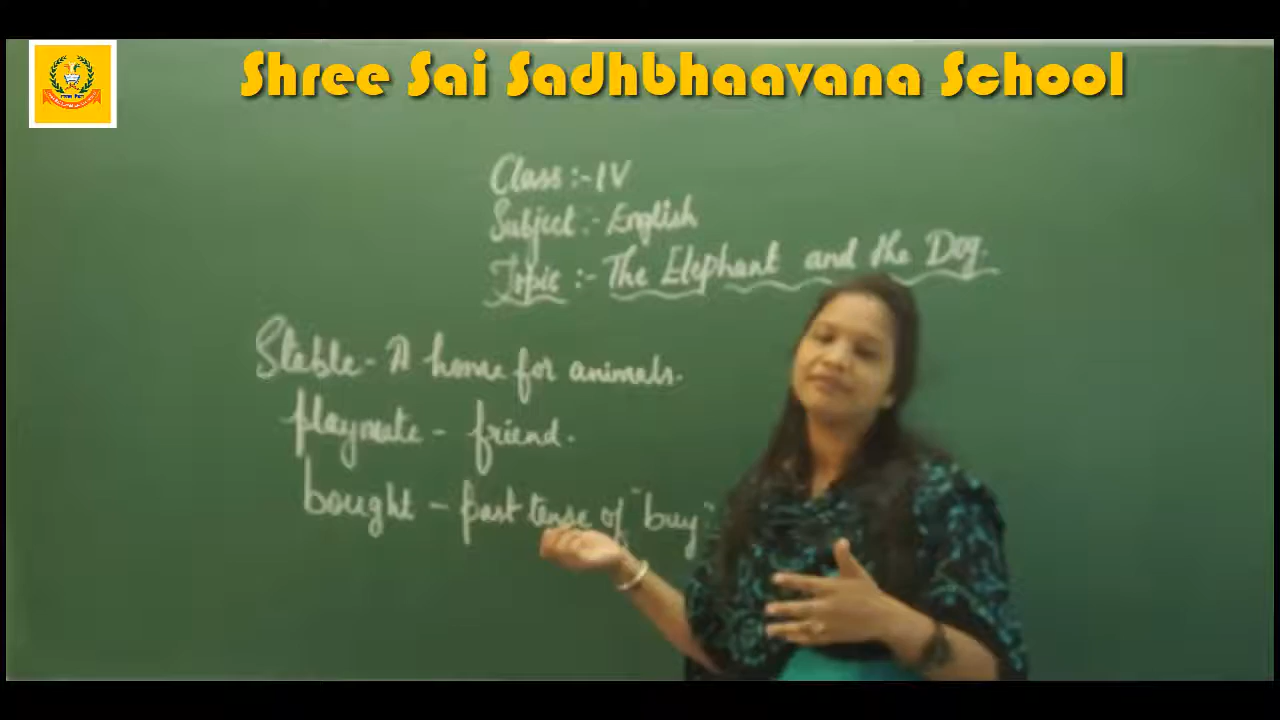 Shree Sai Sadhbhaavana School
Class :- IV
Subject :- English
Topic :- The Elephant and the Dog.
Stable - A home for animals.
playmate - friend.
bought - past tense of "buy"